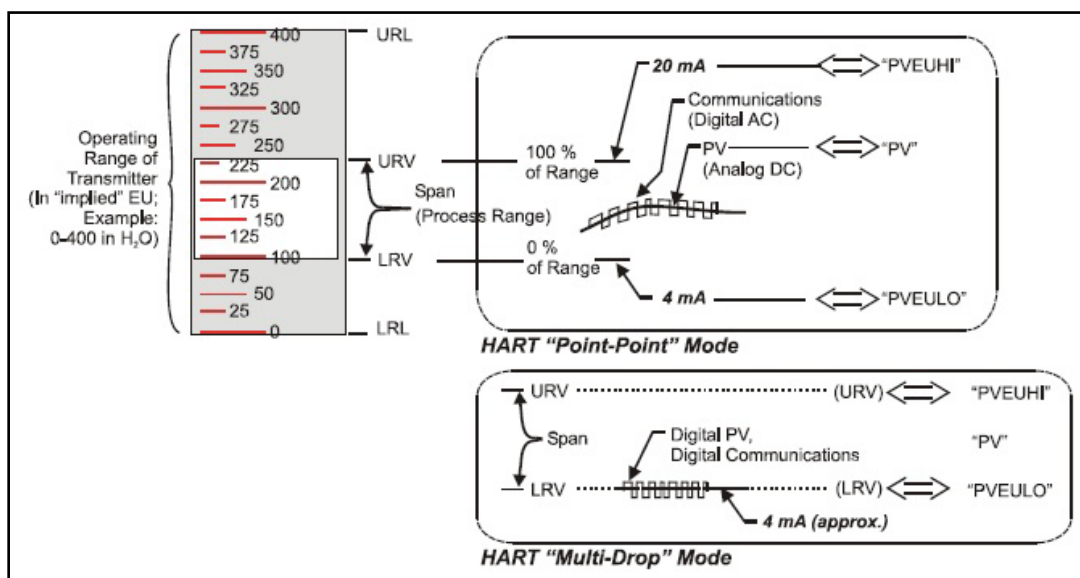 Operating
Range of
Transmitter
(In “implied” EU;
Example:
0-400 in H₂O)
400
375
350
325
300
275
250
225
200
175
150
125
100
75
50
25
0
URL
URV
Span
(Process Range)
LRV
LRL
100 %
of Range
0 %
of Range
20 mA
Communications
(Digital AC)
PV
(Analog DC)
4 mA
“PVEUHI”
“PV”
“PVEULO”
HART “Point-Point” Mode
URV
(URV)
“PVEUHI”
Span
Digital PV,
Digital Communications
“PV”
LRV
(LRV)
“PVEULO”
4 mA (approx.)
HART “Multi-Drop” Mode